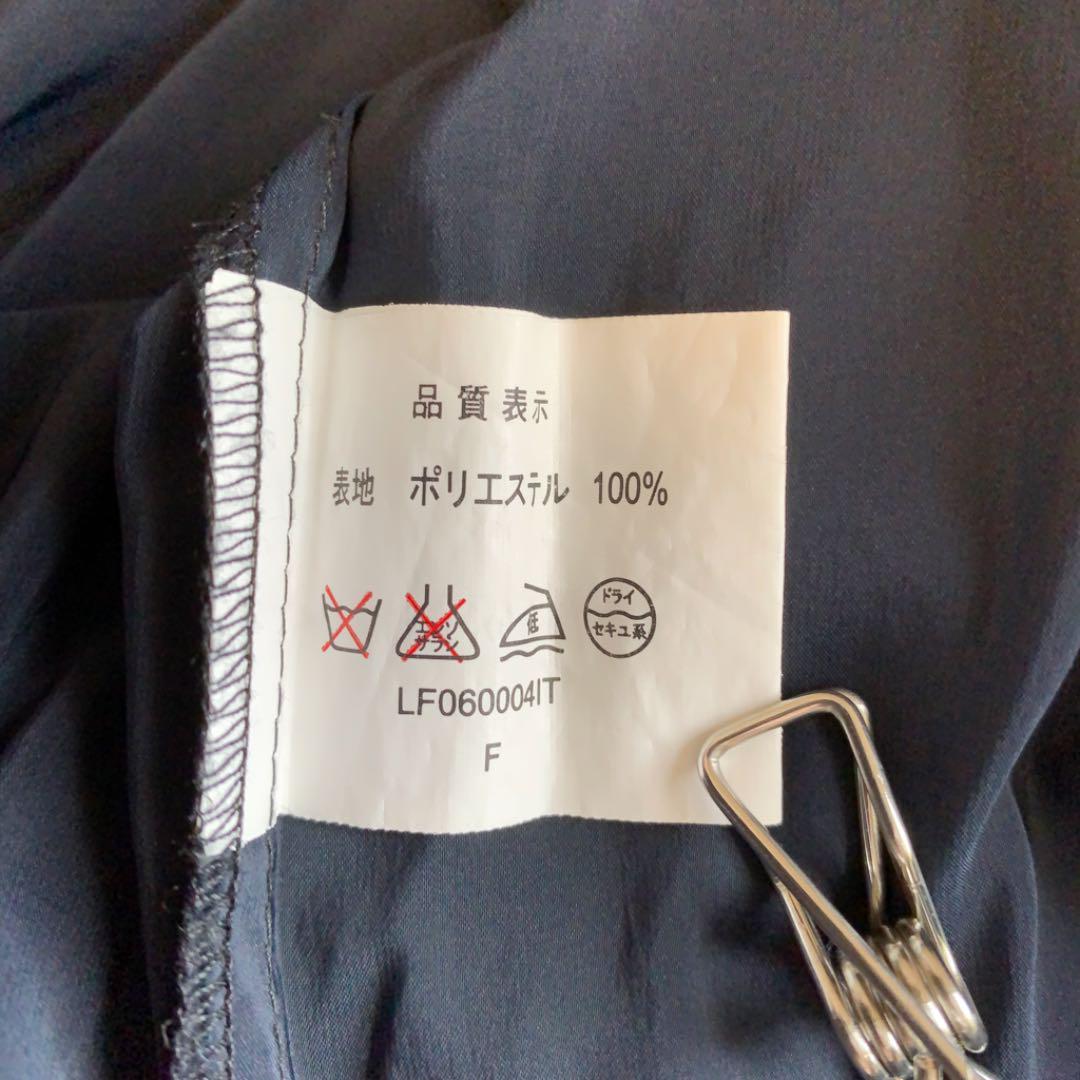 品質表示
表地 ポリエステル 100%
エンソ
サラシ
低
ドライ
セキユ系
LF060004IT
F